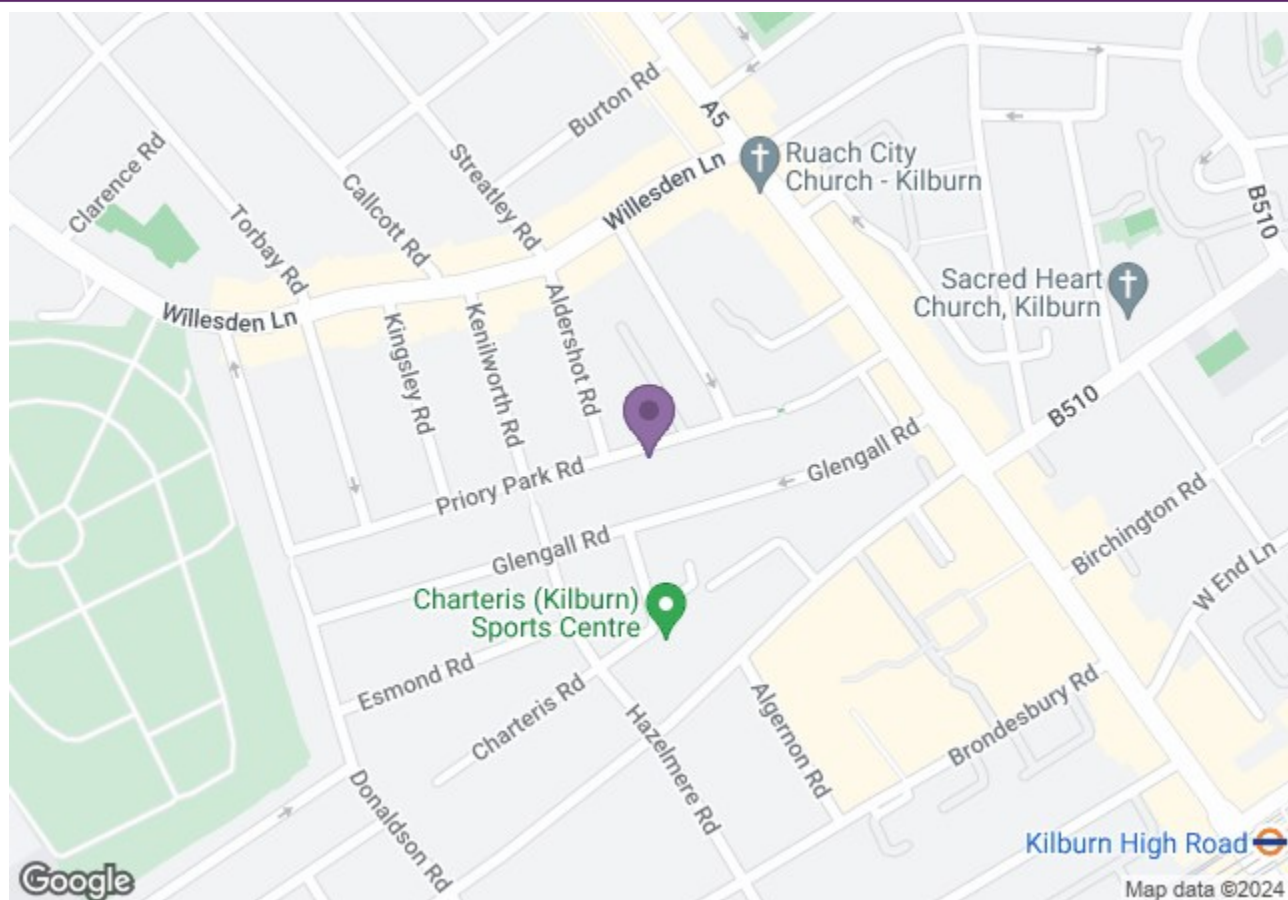 Burton Rd
A5
Clarence Rd
Streatley Rd
Ruach City
Church - Kilburn
Callcott Rd
Willesden Ln
Torbay Rd
B510
Sacred Heart
Church, Kilburn
Willesden Ln
Kingsley Rd
Kenilworth Rd
Aldershot Rd
B510
Priory Park Rd
Glengall Rd
Birchington Rd
Glengall Rd
W End Ln
Charteris (Kilburn)
Sports Centre
Esmond Rd
Charteris Rd
Hazelmere Rd
Algernon Rd
Brondesbury Rd
Donaldson Rd
Kilburn High Road
Google
Map data ©2024